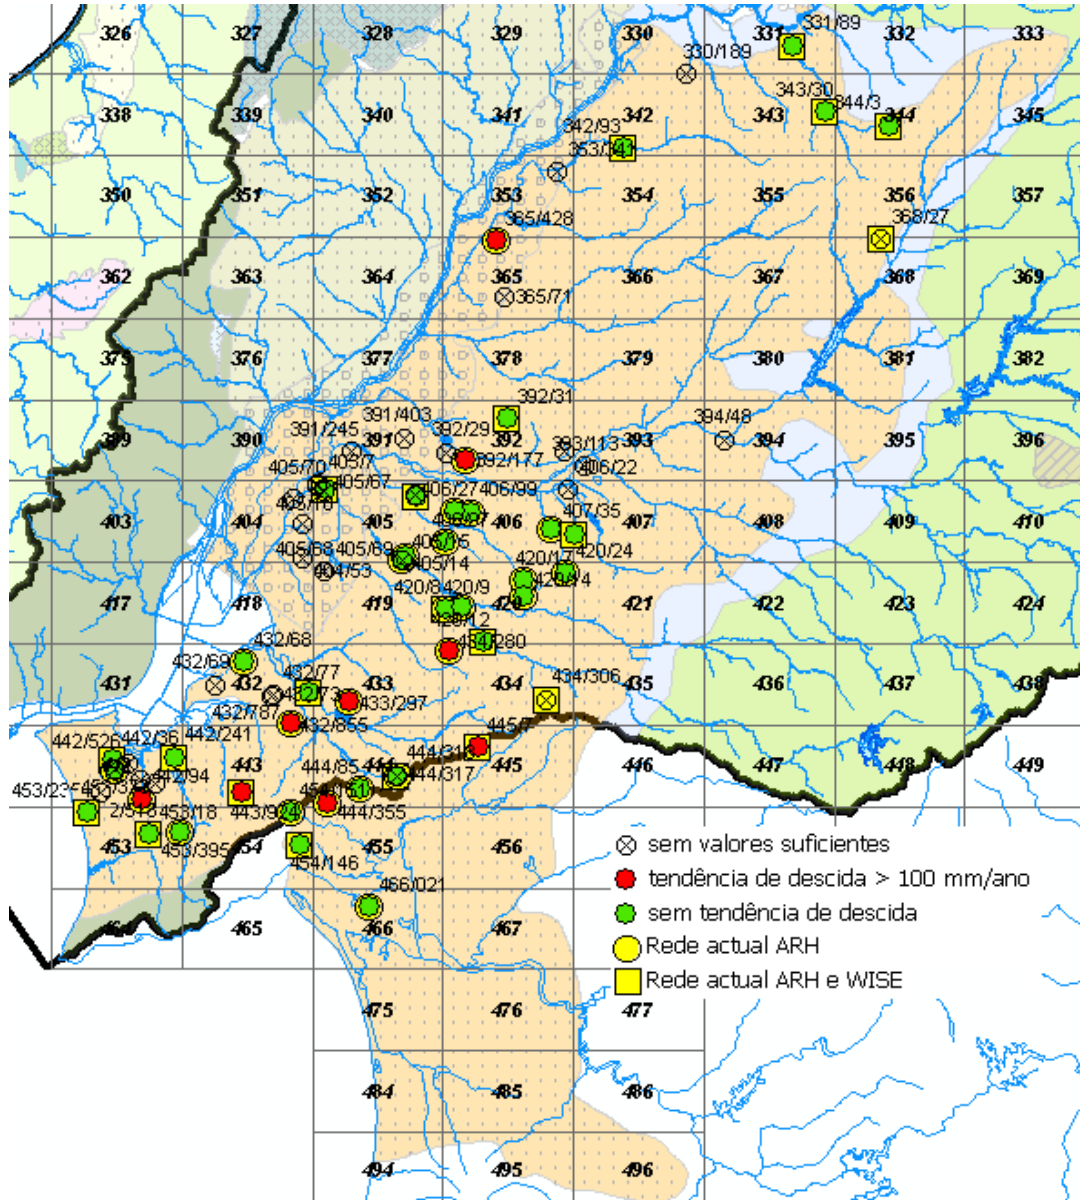 326 327 328 329 330 331 331/89 332 333
330/189
338 339 340 341 342/93 342 343/30 343 344/3 344 345
350 351 352 353 354 355 356 357
365/428 368/27
362 363 364 365 366 367 368 369
365/71
375 376 377 378 379 380 381 382
392/31
399 390 391/245 391/403 391 392/29 392 393/113 393 394/48 394 395 396
405/70 405/7 392/177 406/22
405/67 406/27 406/99
403 404 405 406 407/35 407 408 409 410
405/68 405/69 405/14 420/17 420/24
404/53
417 418 419 420/8 420/9 420 421 422 423 424
420/12
432/68
432/69
431 432 432/77 433 434 434/306 435 436 437 438
433/297
432/787 432/855
442/526 442/36 442/241 445/7
442/94 443 444/85 444/317 445 446 447 448 449
453/18 443/924 444/355
453 453/395 454 454/146 455 456
466/021
465 466 467
475 476 477
484 485 486
494 495 496
sem valores suficientes
tendência de descida > 100 mm/ano
sem tendência de descida
Rede actual ARH
Rede actual ARH e WISE